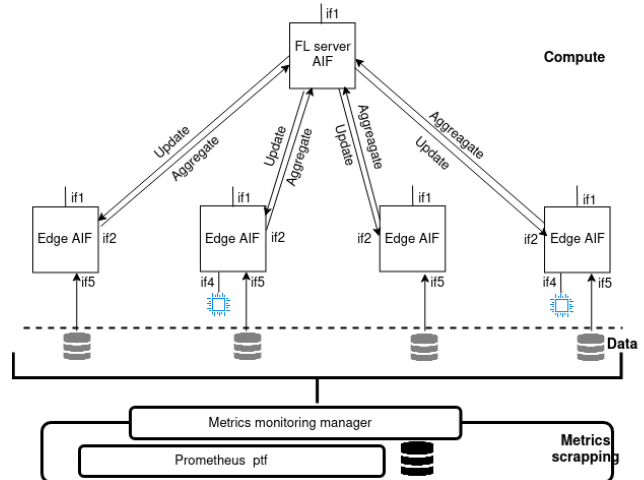 if1
FL server
AIF
Compute
Update
Aggregate
Update
Aggregate
Aggreagate
Update
Aggreagate
Update
if1
if1
if1
if1
Edge AIF
if2
Edge AIF
if2
if2
Edge AIF
if2
Edge AIF
if5
if4
if5
if5
if4
if5
Data
Metrics monitoring manager
Prometheus ptf
Metrics
scrapping